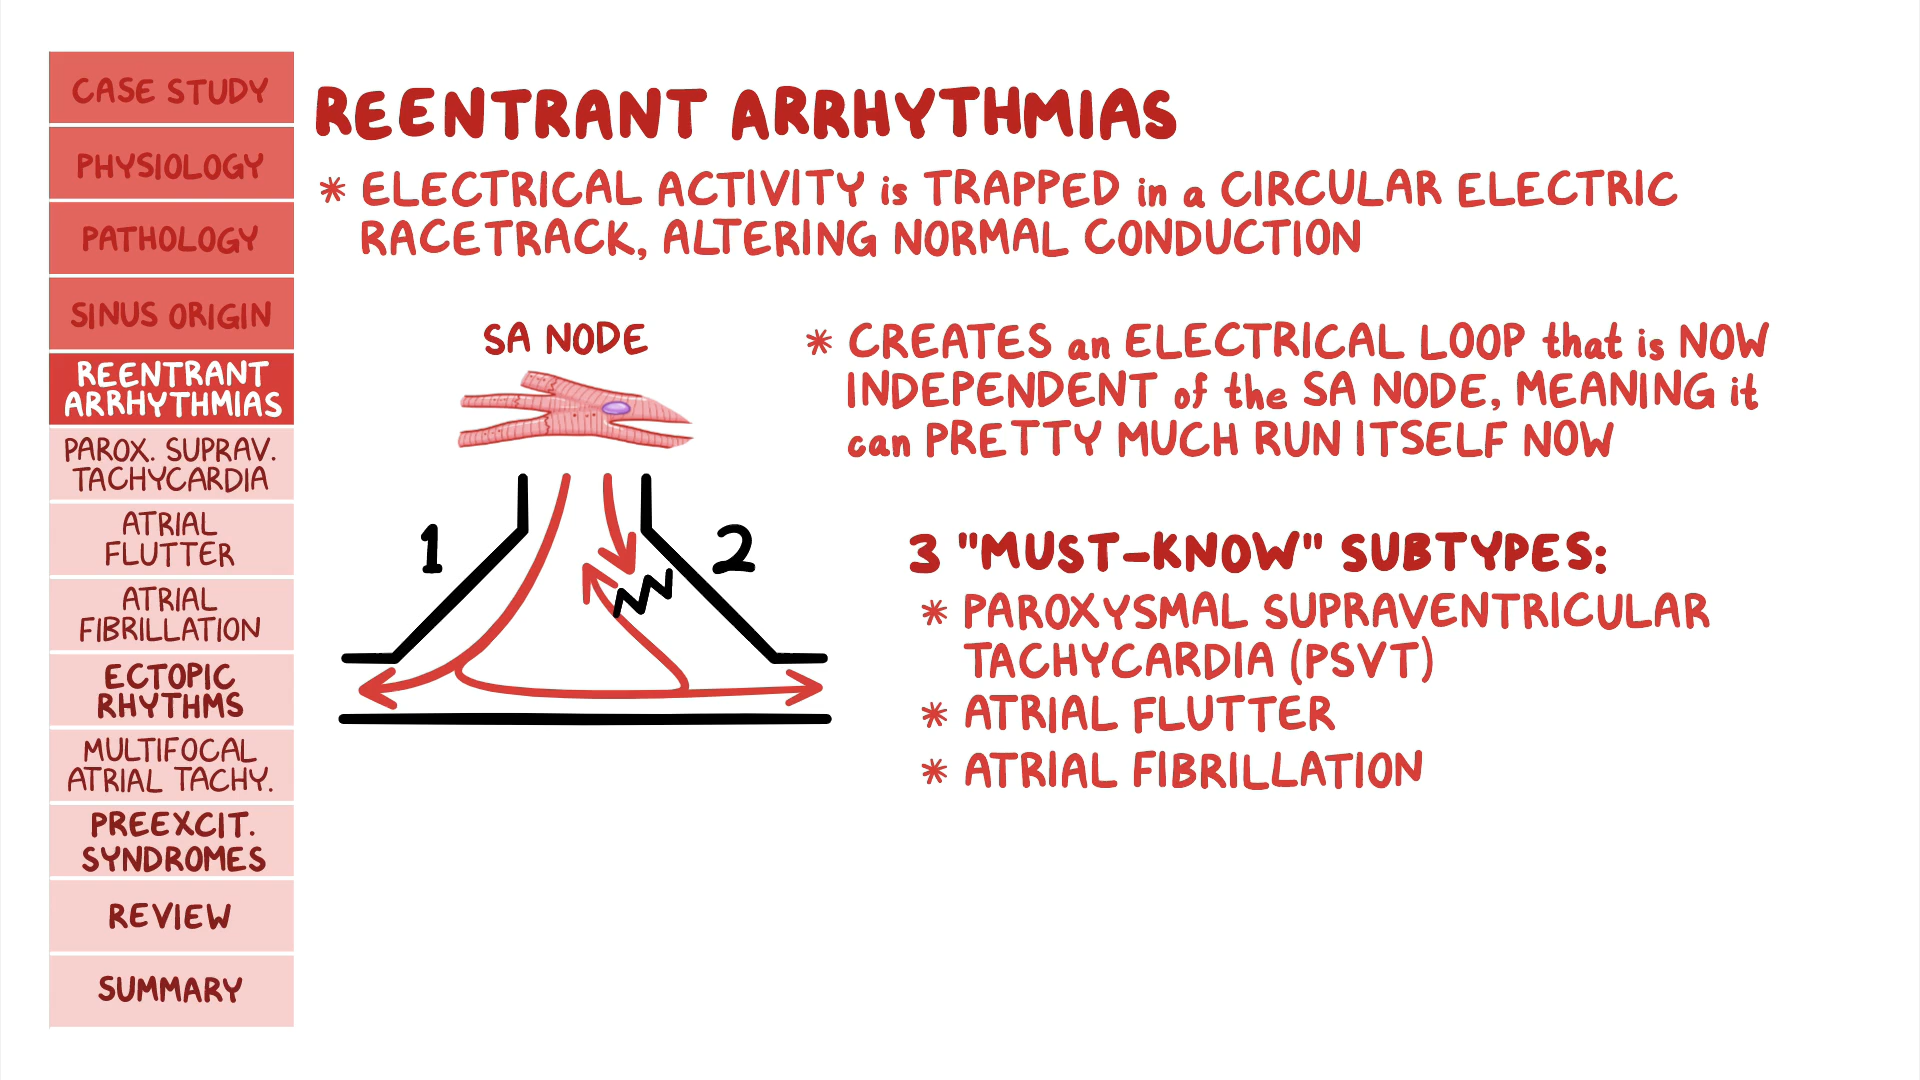 CASE STUDY
PHYSIOLOGY
PATHOLOGY
SINUS ORIGIN
REENTRANT
ARRHYTHMIAS
PAROX. SUPRAV.
TACHYCARDIA
ATRIAL
FLUTTER
ATRIAL
FIBRILLATION
ECTOPIC
RHYTHMS
MULTIFOCAL
ATRIAL TACHY.
PREEXCIT.
SYNDROMES
REVIEW
SUMMARY
REENTRANT ARRHYTHMIAS
* ELECTRICAL ACTIVITY is TRAPPED in a CIRCULAR ELECTRIC
RACETRACK, ALTERING NORMAL CONDUCTION
SA NODE
1
2
* CREATES an ELECTRICAL LOOP that is NOW
INDEPENDENT of the SA NODE, MEANING it
can PRETTY MUCH RUN ITSELF NOW
3 "MUST-KNOW" SUBTYPES:
* PAROXYSMAL SUPRAVENTRICULAR
TACHYCARDIA (PSVT)
* ATRIAL FLUTTER
* ATRIAL FIBRILLATION